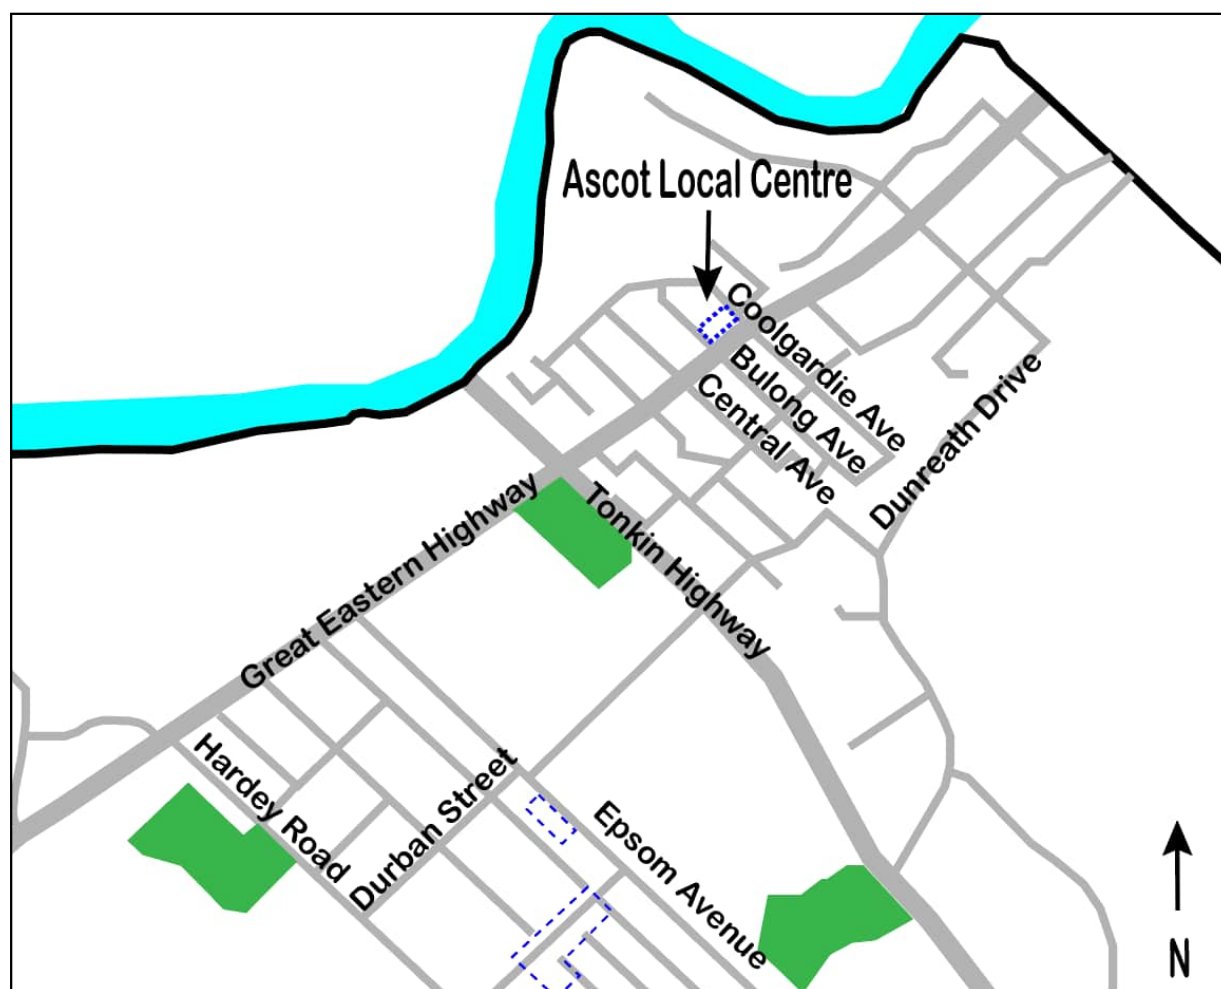 Ascot Local Centre
Coolgardie Ave
Bulong Ave
Central Ave
Dunreath Drive
Great Eastern Highway
Tonkin Highway
Hardey Road
Durban Street
Epsom Avenue
N